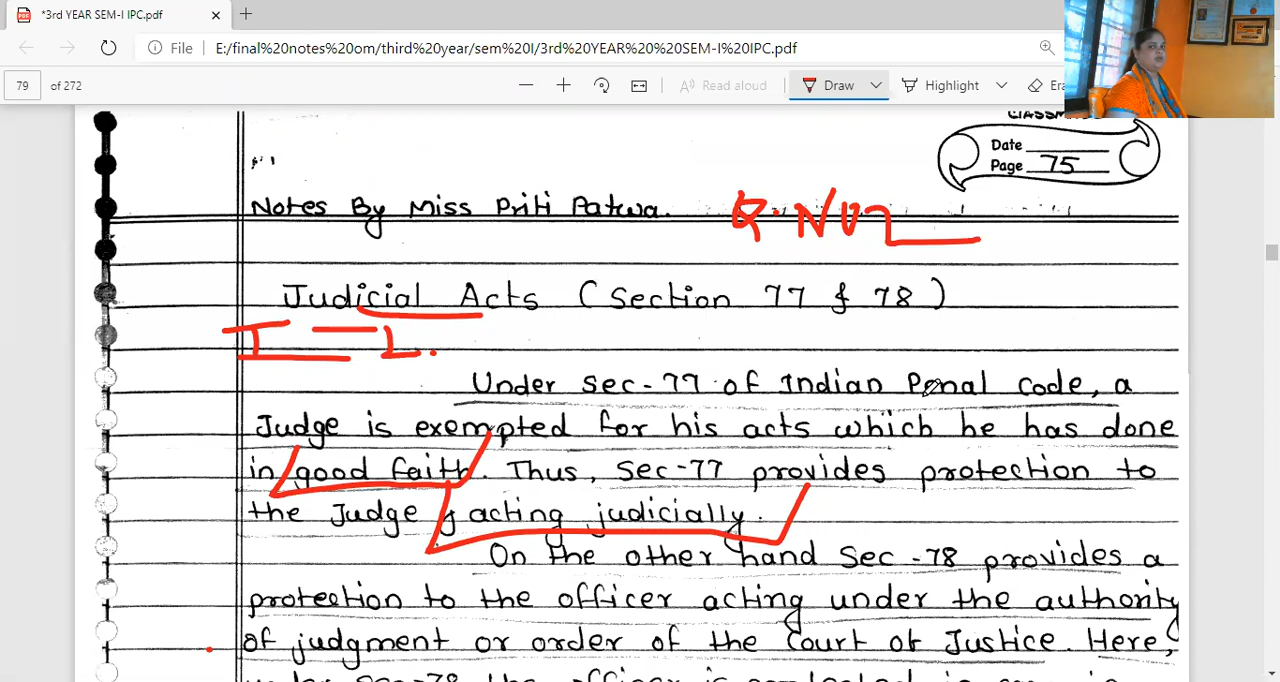 *3rd YEAR SEM-I IPC.pdf
File E:/final%20notes%20om/third%20year/sem%20I/3rd%20YEAR%20%20SEM-I%20IPC.pdf
79 of 272 Read aloud Draw Highlight
Date
Page 75
Notes By Miss Priti Patwa.
Judicial Acts (Section 77 & 78)
Under Sec-77 of Indian Penal Code, a
Judge is exempted for his acts which he has done
in good faith. Thus, Sec-77 provides protection to
the Judge acting judicially.
On the other hand Sec-78 provides a
protection to the officer acting under the authority
of judgment or order of the Court of Justice. Here,